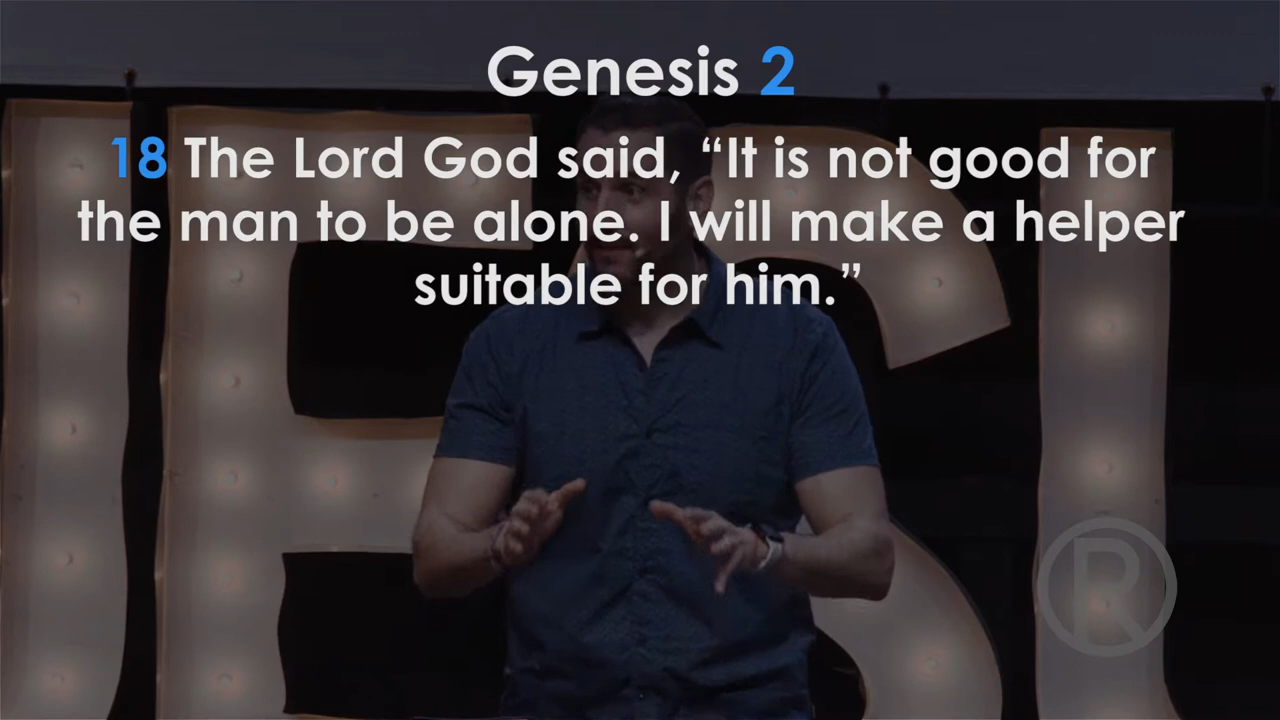 Genesis 2
18 The Lord God said, “It is not good for
the man to be alone. I will make a helper
suitable for him.”
JESU
R